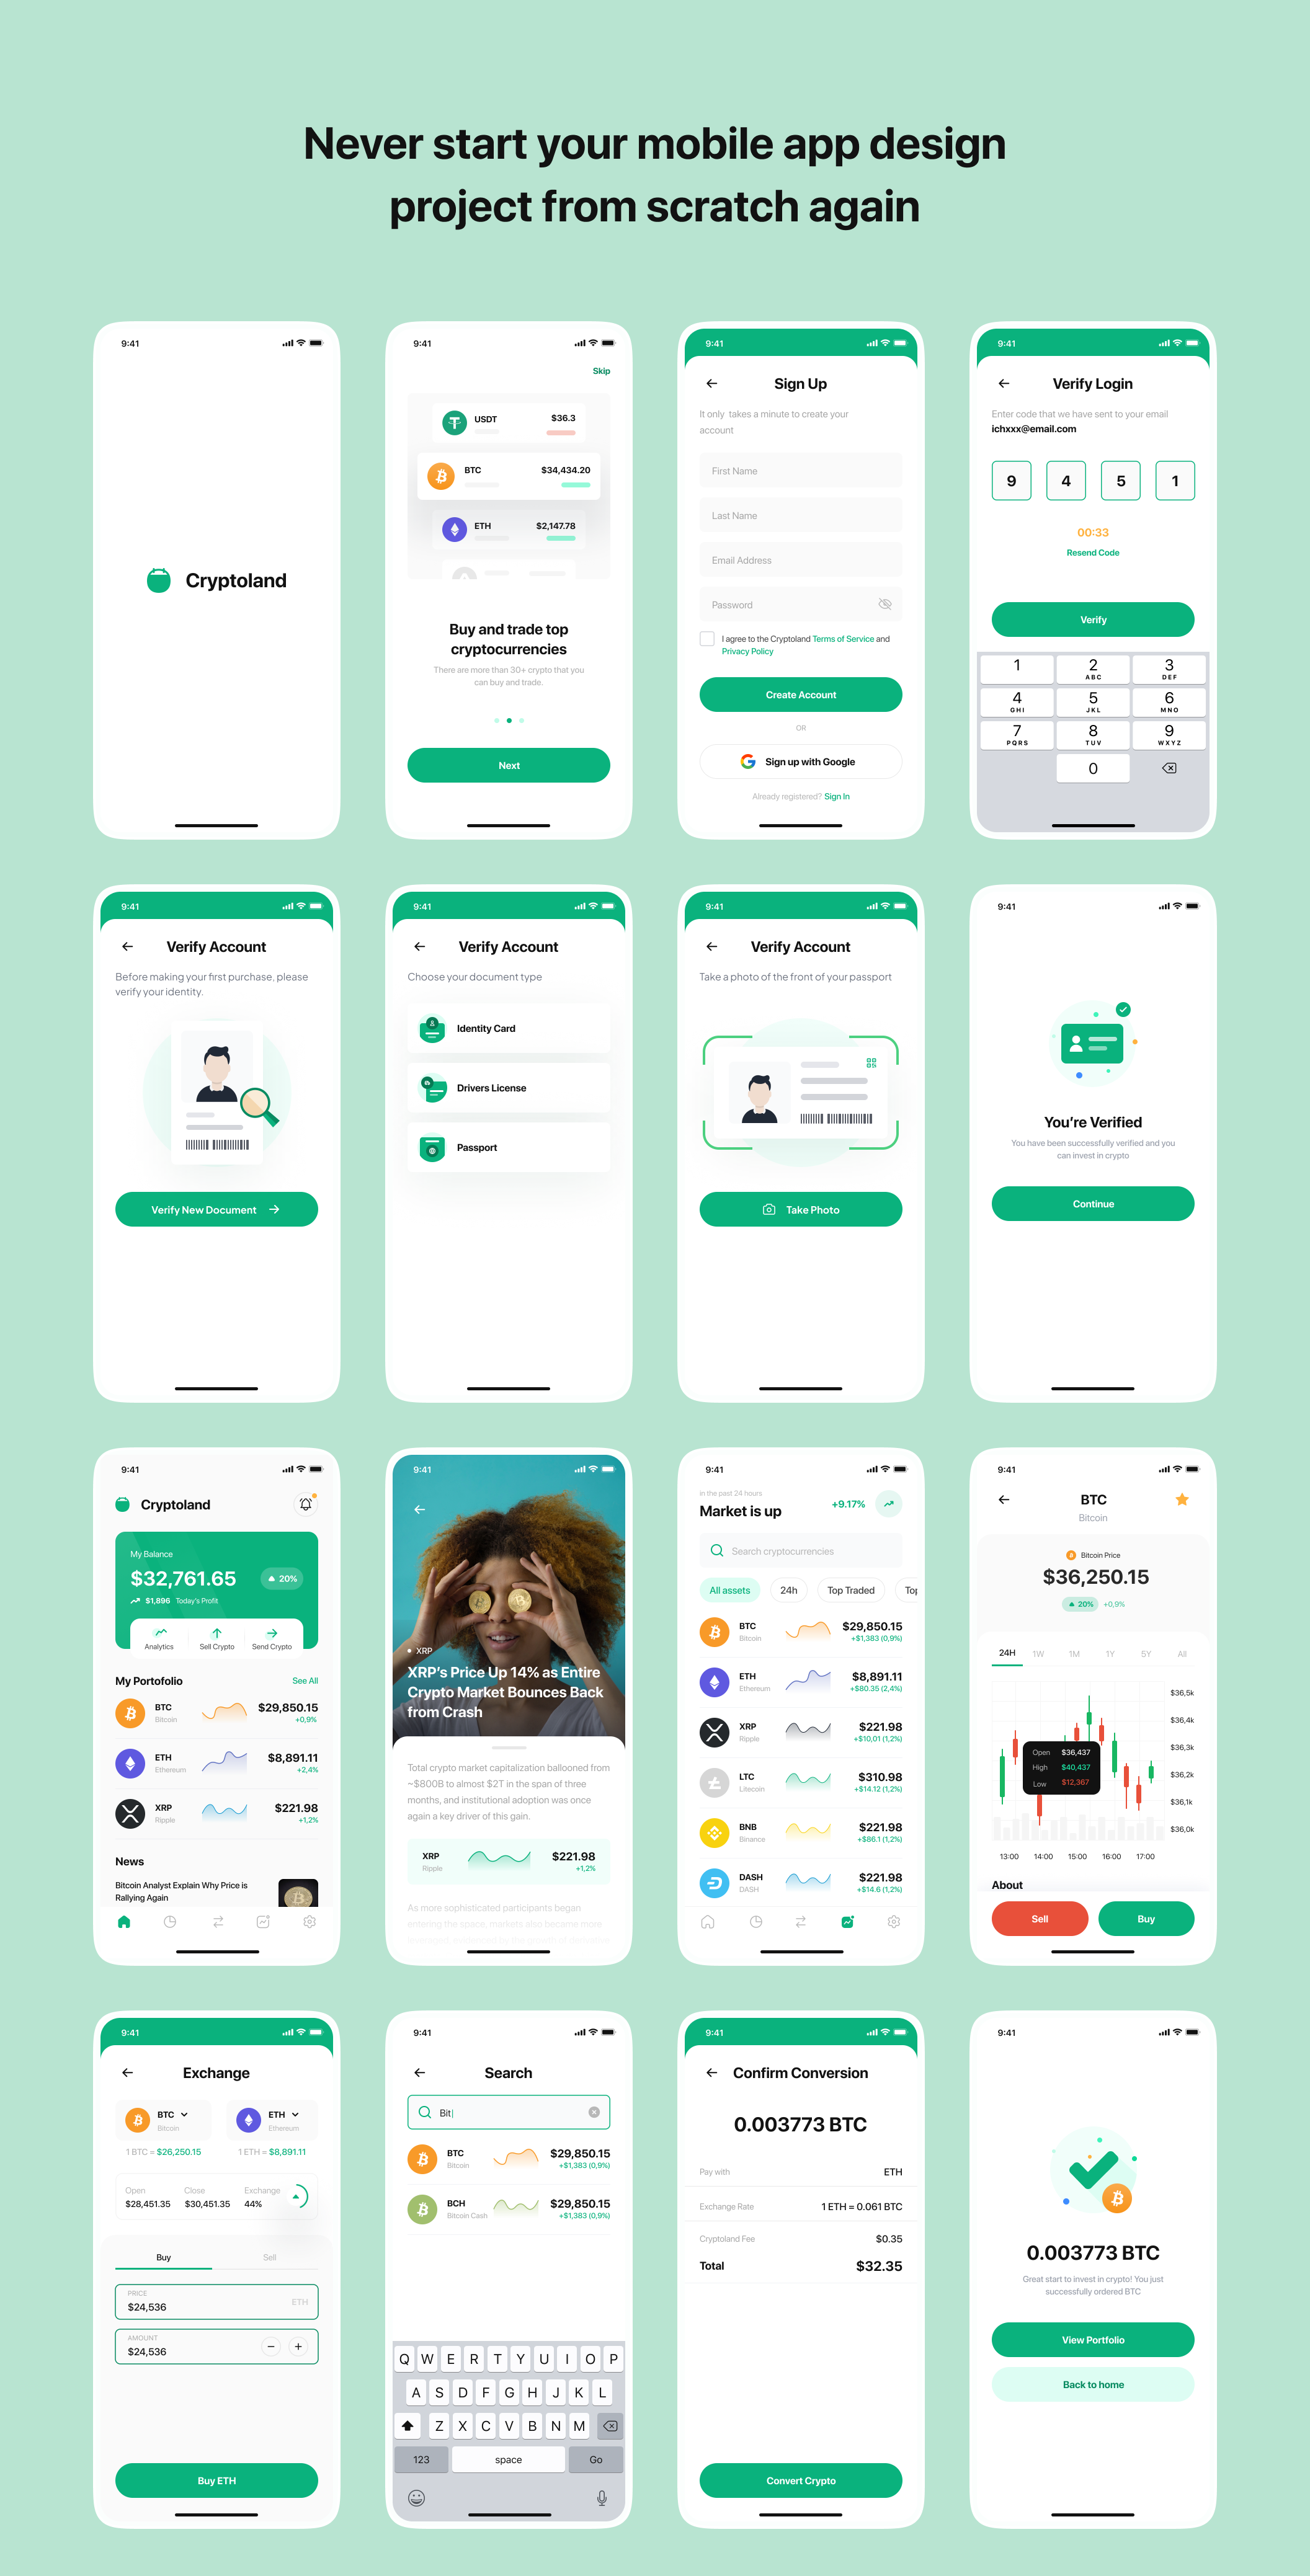 Never start your mobile app design
project from scratch again
9:41
Cryptoland
9:41
Skip
USDT
$36.3
BTC
$34,434.20
ETH
$2,147.78
Buy and trade top
cryptocurrencies
There are more than 30+ crypto that you
can buy and trade.
Next
9:41
Sign Up
It only takes a minute to create your
account
First Name
Last Name
Email Address
Password
I agree to the Cryptoland Terms of Service and
Privacy Policy
Create Account
OR
Sign up with Google
Already registered? Sign In
9:41
Verify Login
Enter code that we have sent to your email
ichxxx@email.com
9 4 5 1
00:33
Resend Code
Verify
1 2 3
ABC DEF
4 5 6
GHI JKL MNO
7 8 9
PQRS TUV WXYZ
0
9:41
Verify Account
Before making your first purchase, please
verify your identity.
Verify New Document
9:41
Verify Account
Choose your document type
Identity Card
Drivers License
Passport
9:41
Verify Account
Take a photo of the front of your passport
Take Photo
9:41
You're Verified
You have been successfully verified and you
can invest in crypto
Continue
9:41
Cryptoland
My Balance
$32,761.65
20%
$1,896 Today's Profit
Analytics Sell Crypto Send Crypto
My Portofolio See All
BTC $29,850.15
Bitcoin +0,9%
ETH $8,891.11
Ethereum +2,4%
XRP $221.98
Ripple +1,2%
News
Bitcoin Analyst Explain Why Price is
Rallying Again
9:41
XRP
XRP's Price Up 14% as Entire
Crypto Market Bounces Back
from Crash
Total crypto market capitalization ballooned from
~$800B to almost $2T in the span of three
months, and institutional adoption was once
again a key driver of this gain.
XRP $221.98
Ripple +1,2%
As more sophisticated participants began
entering the space, markets also became more
9:41
in the past 24 hours
Market is up
+9.17%
Search cryptocurrencies
All assets 24h Top Traded Top
BTC $29,850.15
Bitcoin +$1,383 (0,9%)
ETH $8,891.11
Ethereum +$80.35 (2,4%)
XRP $221.98
Ripple +$10,01 (1,2%)
LTC $310.98
Litecoin +$14.12 (1,2%)
BNB $221.98
Binance +$86.1 (1,2%)
DASH $221.98
DASH +$14.6 (1,2%)
9:41
BTC
Bitcoin
Bitcoin Price
$36,250.15
20% +0,9%
24H 1W 1M 1Y 5Y All
$36,5k
$36,4k
$36,3k
$36,2k
$36,1k
$36,0k
Open $36,437
High $40,437
Low $12,367
13:00 14:00 15:00 16:00 17:00
About
Sell Buy
9:41
Exchange
BTC
Bitcoin
ETH
Ethereum
1 BTC = $26,250.15
1 ETH = $8,891.11
Open Close Exchange
$28,451.35 $30,451.35 44%
Buy Sell
PRICE
$24,536
ETH
AMOUNT
$24,536
Buy ETH
9:41
Search
Bit
BTC $29,850.15
Bitcoin +$1,383 (0,9%)
BCH $29,850.15
Bitcoin Cash +$1,383 (0,9%)
Q W E R T Y U I O P
A S D F G H J K L
Z X C V B N M
123 space Go
9:41
Confirm Conversion
0.003773 BTC
Pay with ETH
Exchange Rate 1 ETH = 0.061 BTC
Cryptoland Fee $0.35
Total $32.35
Convert Crypto
9:41
0.003773 BTC
Great start to invest in crypto! You just
successfully ordered BTC
View Portfolio
Back to home